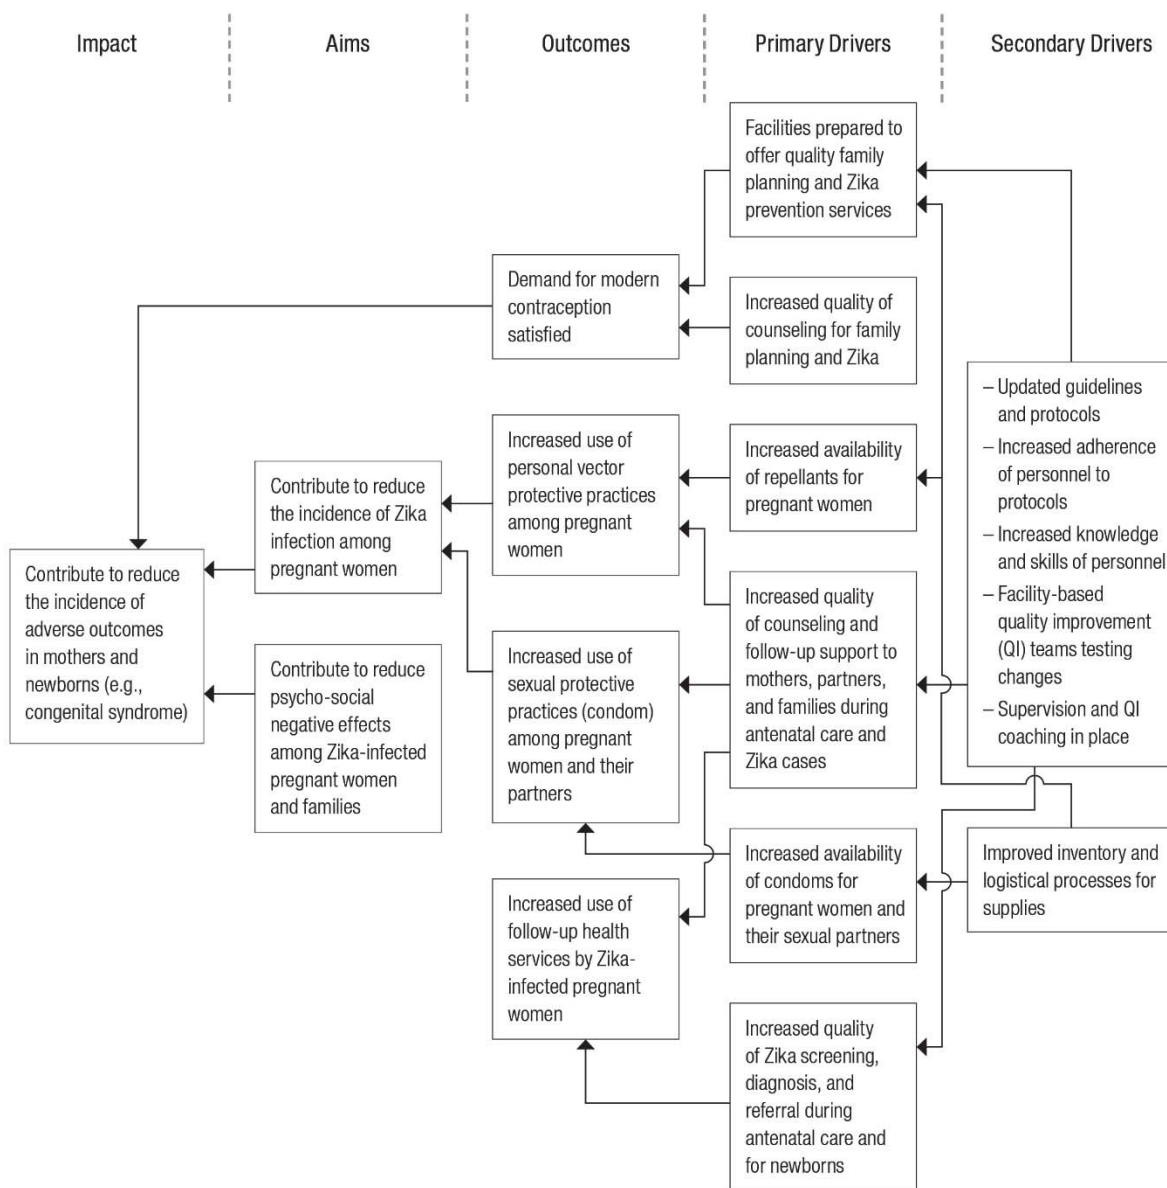 Impact
Aims
Outcomes
Primary Drivers
Secondary Drivers
Facilities prepared to
offer quality family
planning and Zika
prevention services
Demand for modern
contraception
satisfied
Increased quality of
counseling for family
planning and Zika
– Updated guidelines
and protocols
– Increased adherence
of personnel to
protocols
– Increased knowledge
and skills of personnel
– Facility-based
quality improvement
(QI) teams testing
changes
– Supervision and QI
coaching in place
Increased use of
personal vector
protective practices
among pregnant
women
Increased availability
of repellants for
pregnant women
Contribute to reduce
the incidence of Zika
infection among
pregnant women
Contribute to reduce
the incidence of
adverse outcomes
in mothers and
newborns (e.g.,
congenital syndrome)
Increased quality
of counseling and
follow-up support to
mothers, partners,
and families during
antenatal care and
Zika cases
Increased use of
sexual protective
practices (condom)
among pregnant
women and their
partners
Contribute to reduce
psycho-social
negative effects
among Zika-infected
pregnant women
and families
Increased availability
of condoms for
pregnant women and
their sexual partners
Improved inventory and
logistical processes for
supplies
Increased use of
follow-up health
services by Zika-
infected pregnant
women
Increased quality
of Zika screening,
diagnosis, and
referral during
antenatal care and
for newborns